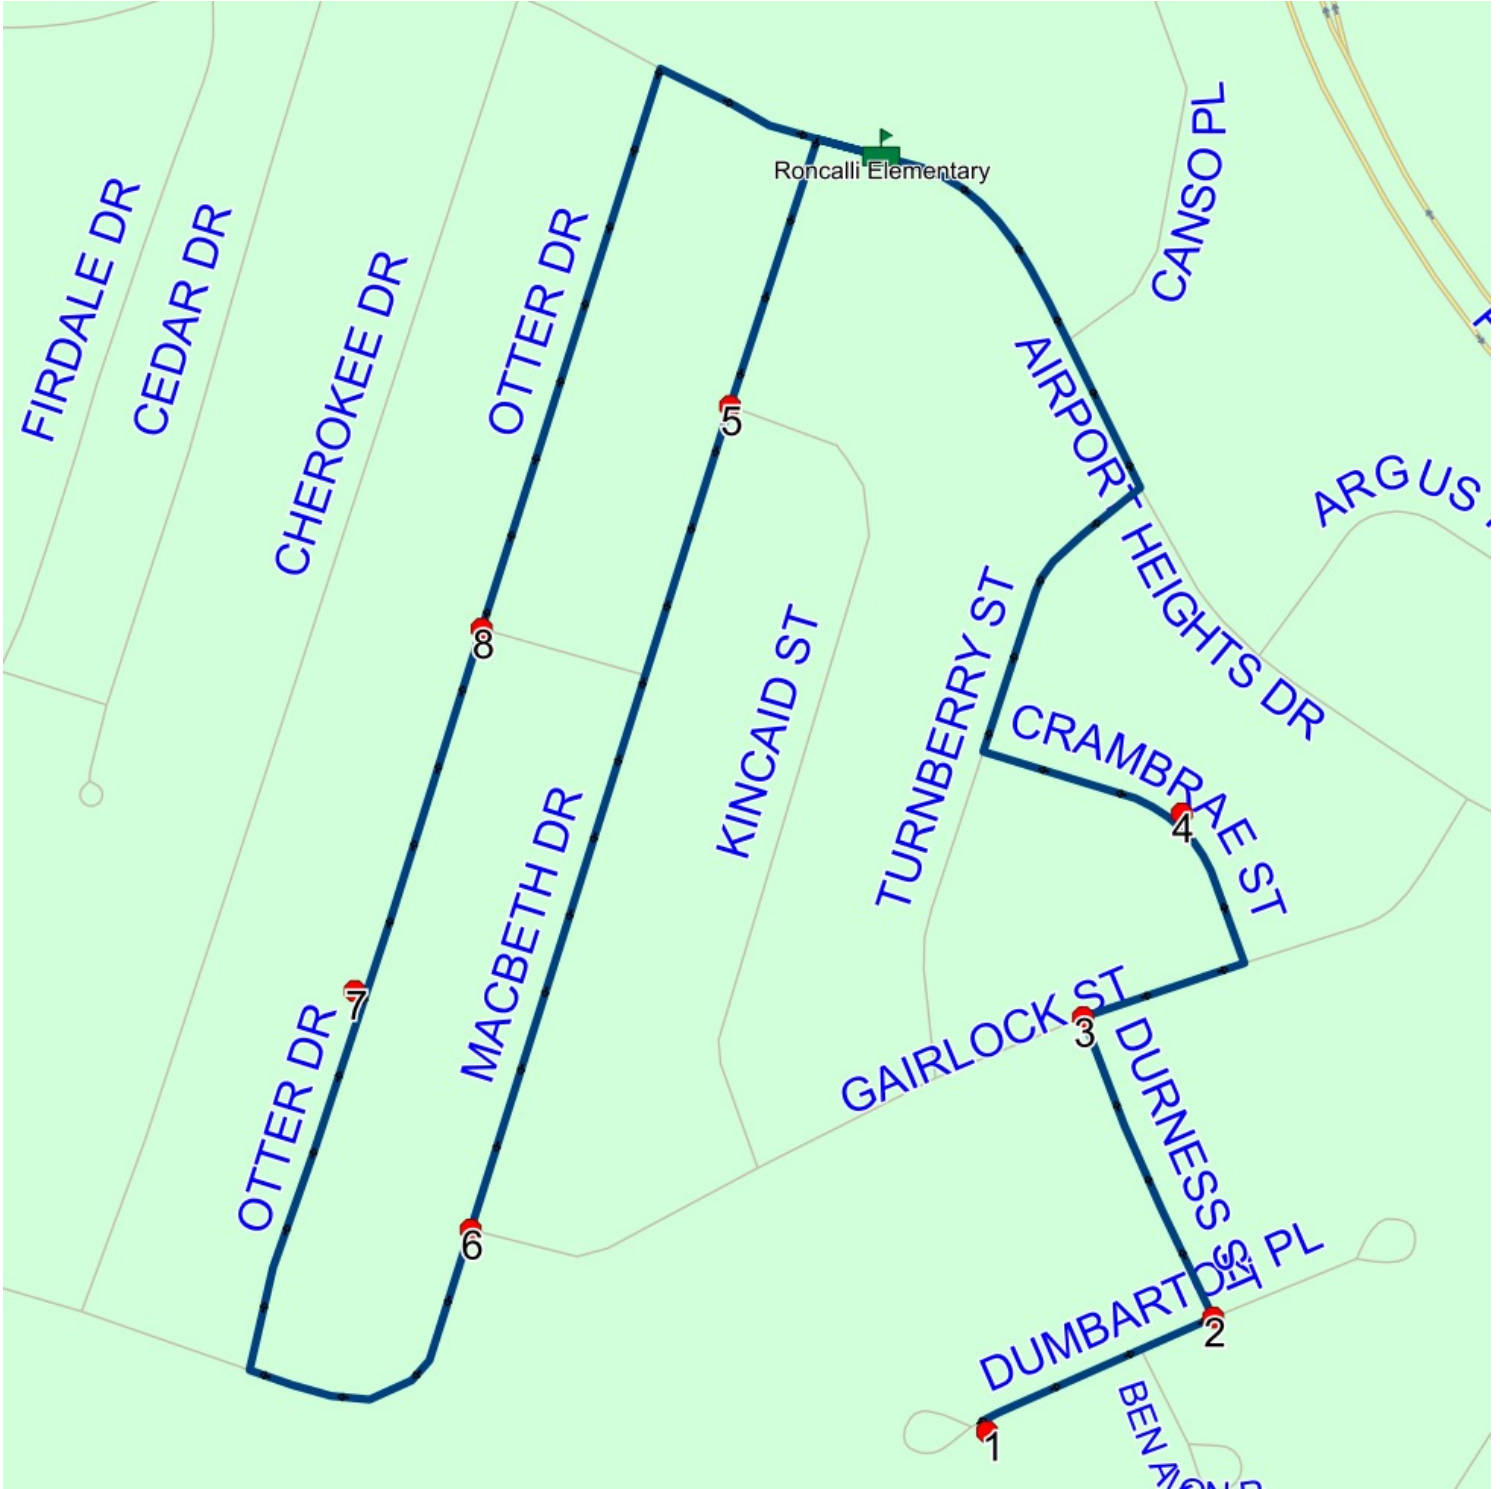 CANSO PL
Roncalli Elementary
FIRDALE DR
CEDAR DR
CHEROKEE DR
OTTER DR
AIRPORT HEIGHTS DR
5
ARGUS
8
KINCAID ST
TURNBERRY ST
CRAMBRAE ST
4
MACBETH DR
7
GAIRLOCK ST
3
OTTER DR
DURNESS ST
6
DUMBARTON PL
2
1
BEN